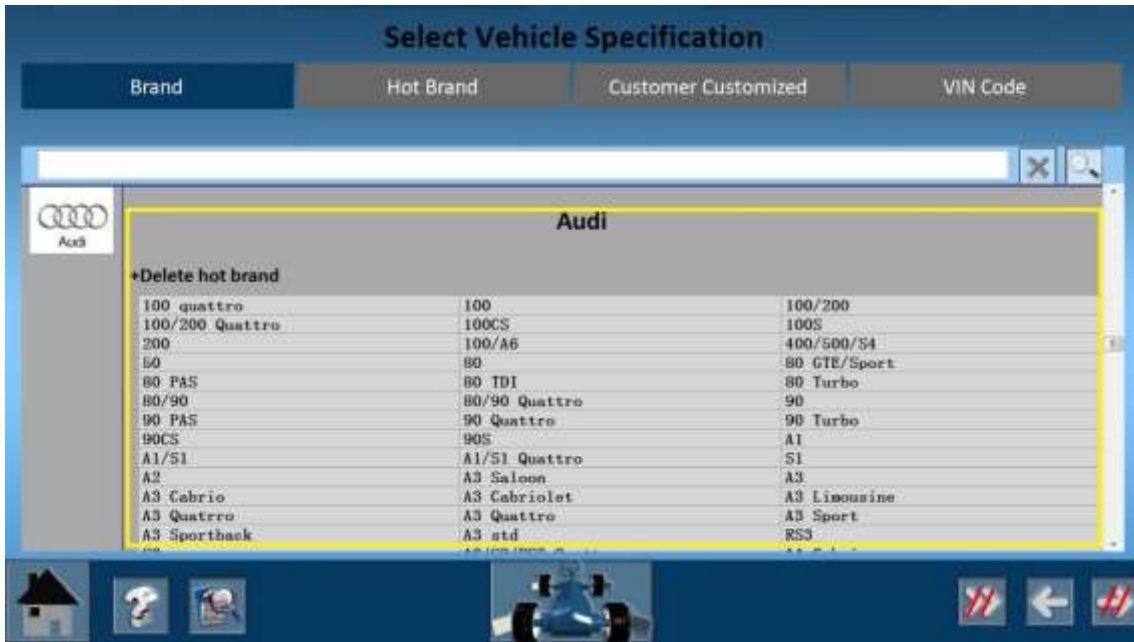 Select Vehicle Specification
Brand Hot Brand Customer Customized VIN Code
Audi
Audi
+Delete hot brand
100 quattro 100 100/200
100/200 Quattro 100CS 100S
200 100/A6 400/500/S4
50 80 80 GTE/Sport
80 PAS 80 TDI 80 Turbo
80/90 80/90 Quattro 90
90 PAS 90 Quattro 90 Turbo
90CS 90S A1
A1/S1 A1/S1 Quattro S1
A2 A3 Saloon A3
A3 Cabrio A3 Cabriolet A3 Limousine
A3 Quatrro A3 Quattro A3 Sport
A3 Sportback A3 std RS3